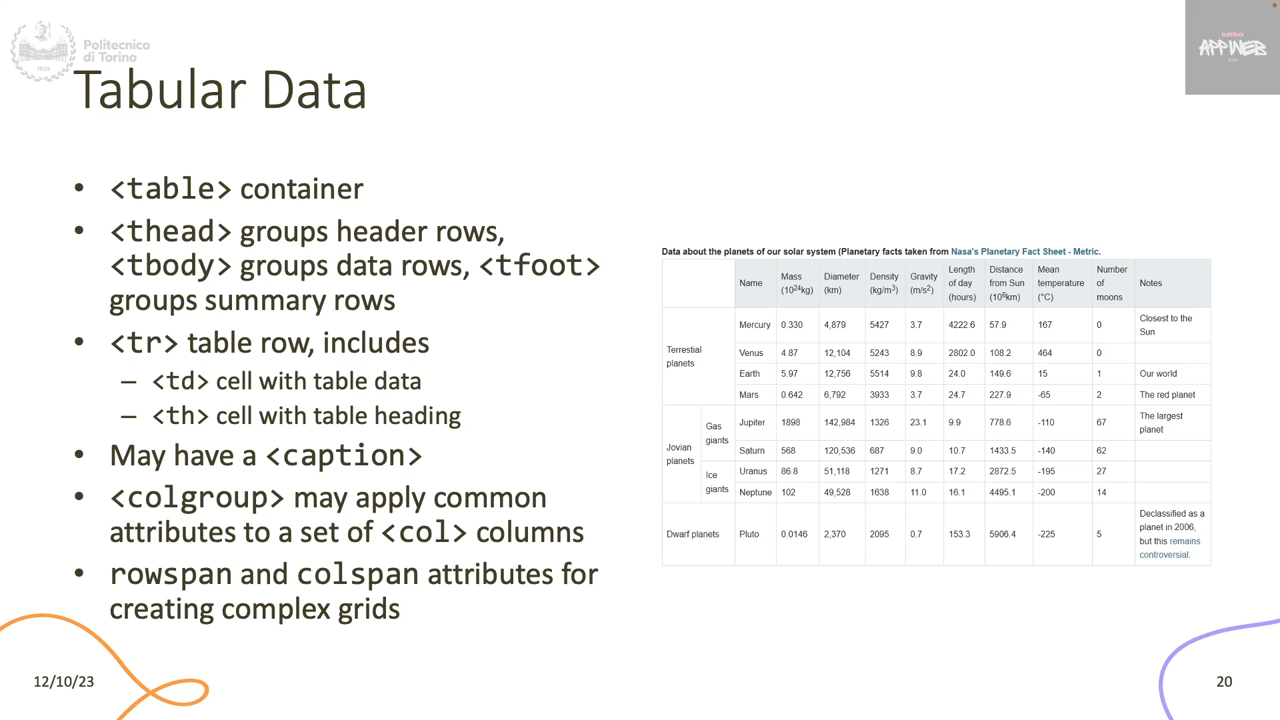 Politecnico
di Torino
1859
INTRO
APPWEB
Tabular Data
• <table> container
• <thead> groups header rows,
<tbody> groups data rows, <tfoot>
groups summary rows
• <tr> table row, includes
– <td> cell with table data
– <th> cell with table heading
• May have a <caption>
• <colgroup> may apply common
attributes to a set of <col> columns
• rowspan and colspan attributes for
creating complex grids
Data about the planets of our solar system (Planetary facts taken from Nasa's Planetary Fact Sheet - Metric.
Name Mass (10²⁴kg) Diameter (km) Density (kg/m³) Gravity (m/s²) Length of day (hours) Distance from Sun (10⁶km) Mean temperature (°C) Number of moons Notes
Terrestial planets Mercury 0.330 4,879 5427 3.7 4222.6 57.9 167 0 Closest to the Sun
Venus 4.87 12,104 5243 8.9 2802.0 108.2 464 0
Earth 5.97 12,756 5514 9.8 24.0 149.6 15 1 Our world
Mars 0.642 6,792 3933 3.7 24.7 227.9 -65 2 The red planet
Jovian planets Gas giants Jupiter 1898 142,984 1326 23.1 9.9 778.6 -110 67 The largest planet
Saturn 568 120,536 687 9.0 10.7 1433.5 -140 62
Ice giants Uranus 86.8 51,118 1271 8.7 17.2 2872.5 -195 27
Neptune 102 49,528 1638 11.0 16.1 4495.1 -200 14
Dwarf planets Pluto 0.0146 2,370 2095 0.7 153.3 5906.4 -225 5 Declassified as a planet in 2006, but this remains controversial.
12/10/23
20